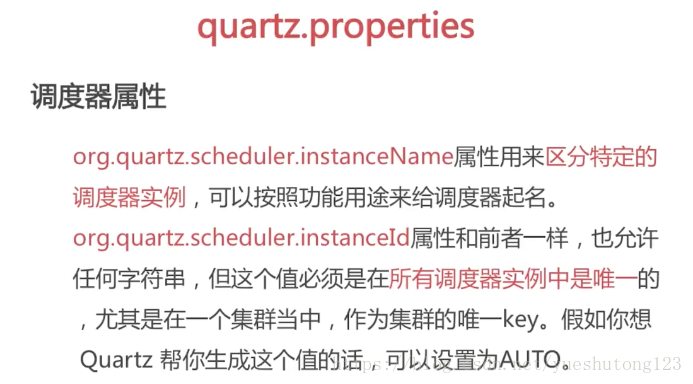 quartz.properties
调度器属性
org.quartz.scheduler.instanceName属性用来区分特定的
调度器实例，可以按照功能用途来给调度器起名。
org.quartz.scheduler.instanceId属性和前者一样，也允许
任何字符串，但这个值必须是在所有调度器实例中是唯一的
，尤其是在一个集群当中，作为集群的唯一key。假如你想
Quartz 帮你生成这个值的话，可以设置为AUTO。
https://blog.csdn.net/yueshutong123